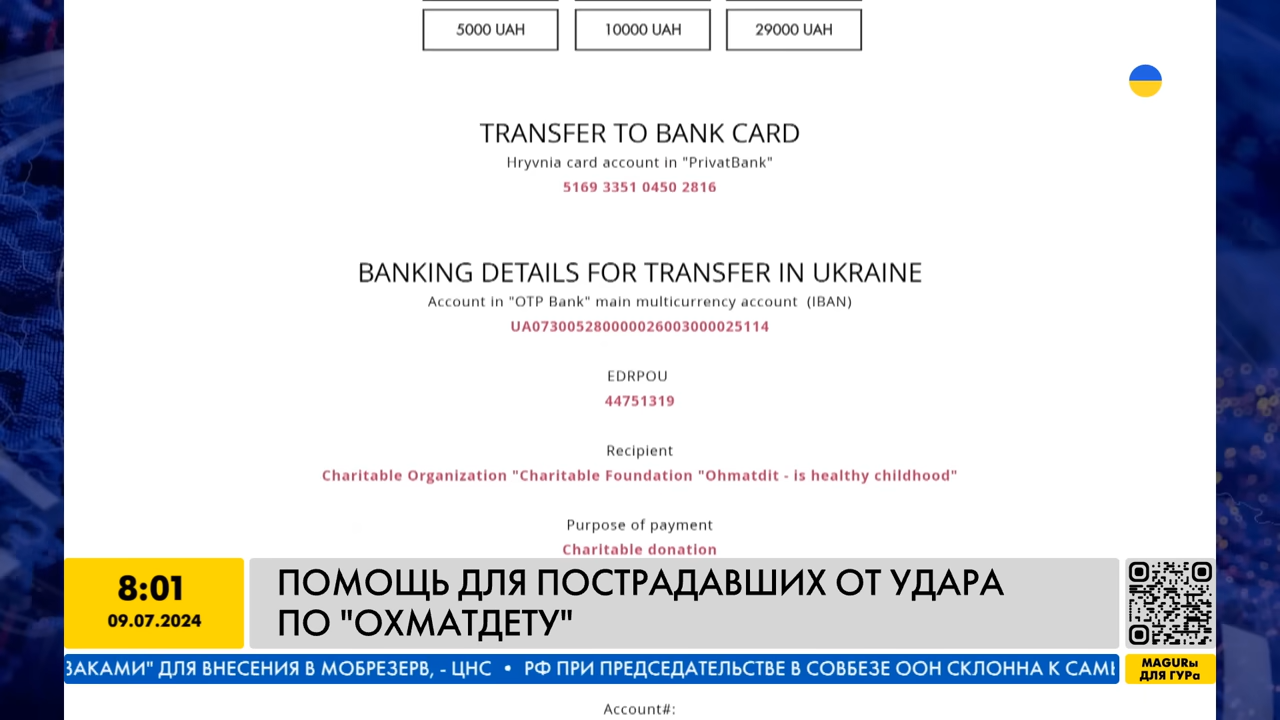 5000 UAH
10000 UAH
29000 UAH
TRANSFER TO BANK CARD
Hryvnia card account in "PrivatBank"
5169 3351 0450 2816
BANKING DETAILS FOR TRANSFER IN UKRAINE
Account in "OTP Bank" main multicurrency account (IBAN)
UA073005280000026003000025114
EDRPOU
44751319
Recipient
Charitable Organization "Charitable Foundation "Ohmatdit - is healthy childhood"
Purpose of payment
Charitable donation
8:01
09.07.2024
ПОМОЩЬ ДЛЯ ПОСТРАДАВШИХ ОТ УДАРА
ПО "ОХМАТДЕТУ"
ЗАКАМИ" ДЛЯ ВНЕСЕНИЯ В МОБРЕЗЕРВ, - ЦНС • РФ ПРИ ПРЕДСЕДАТЕЛЬСТВЕ В СОВБЕЗЕ ООН СКЛОННА К САМ
MAGURы
ДЛЯ ГУРа
Account#: